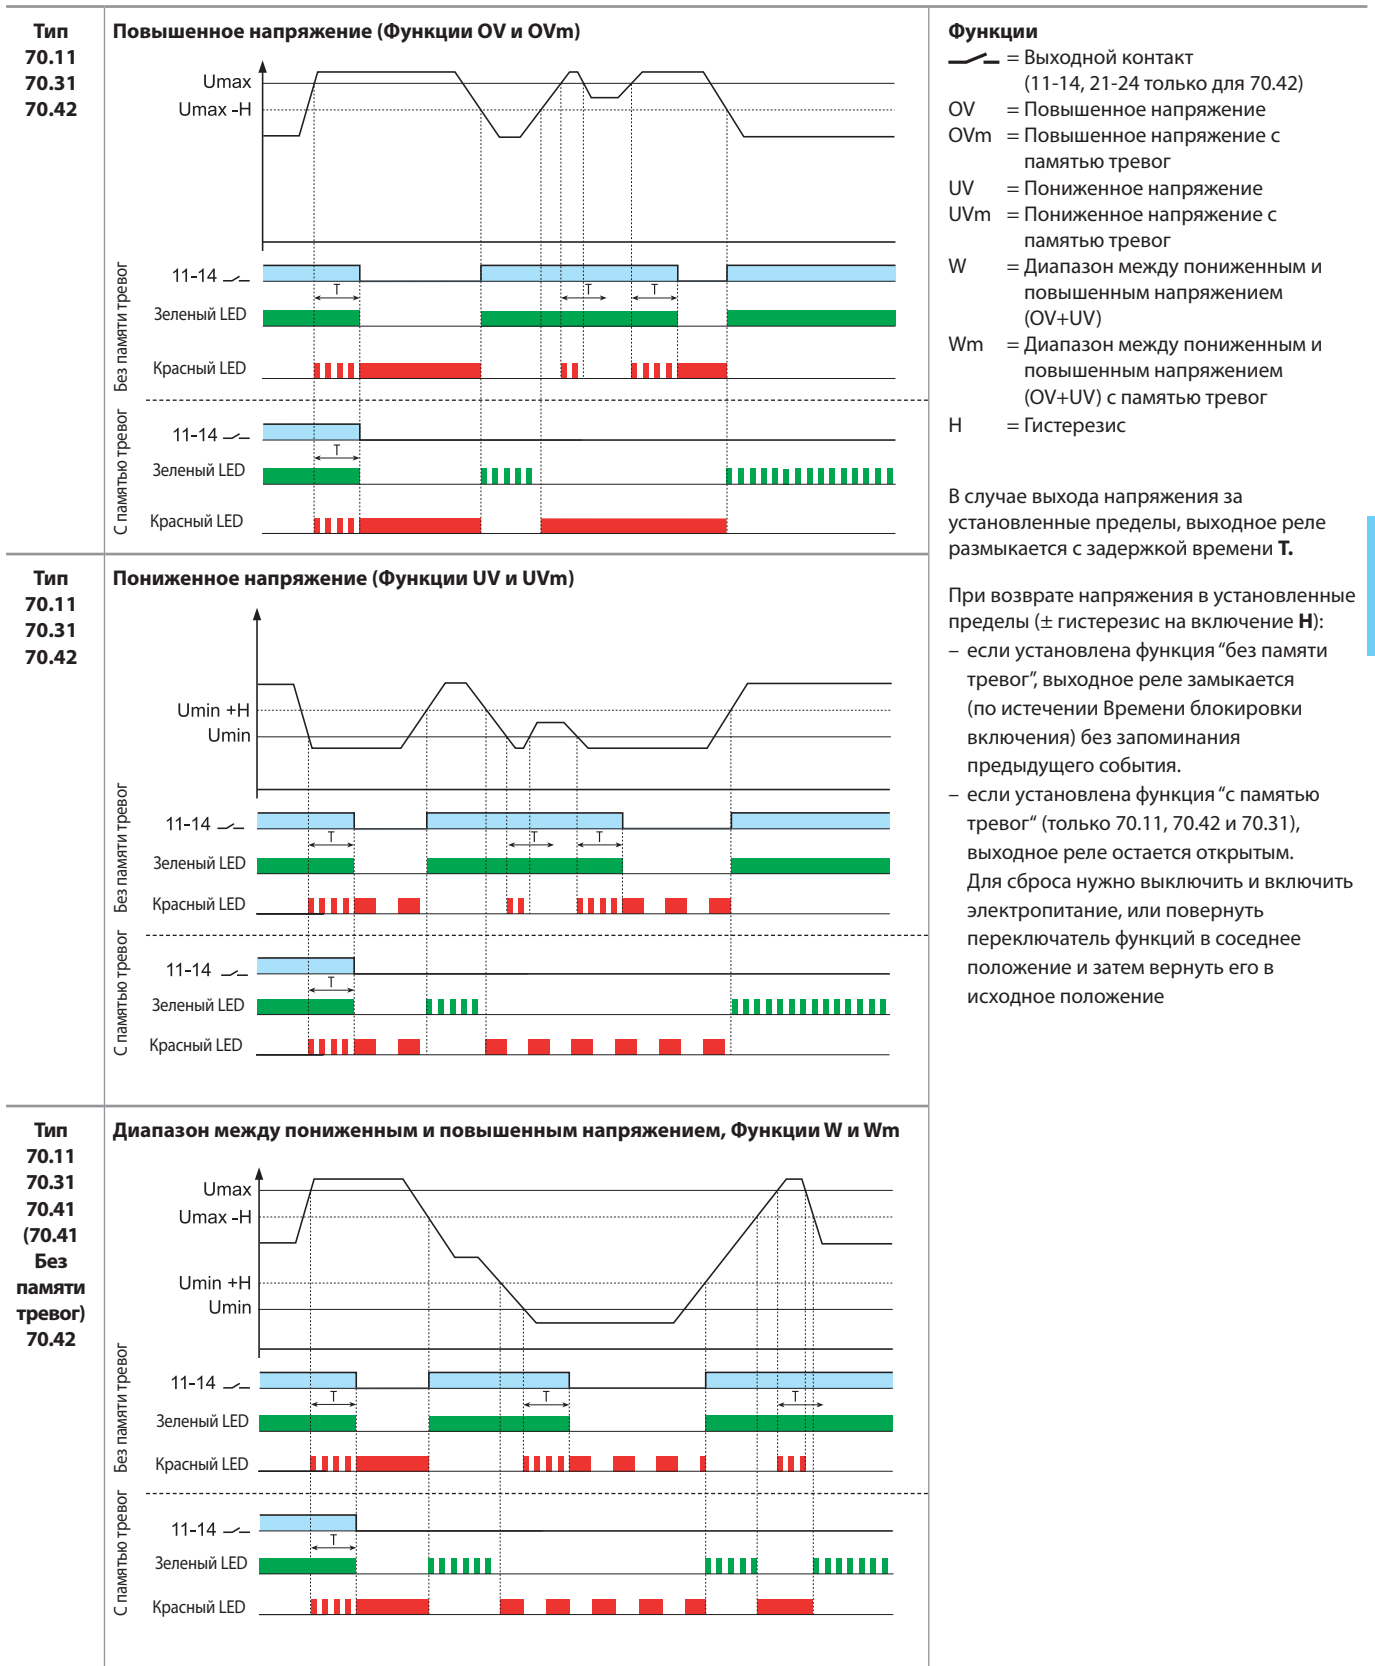 Тип
70.11
70.31
70.42
Повышенное напряжение (Функции OV и OVm)
Umax
Umax -H
Без памяти тревог
11-14
T
T
T
Зеленый LED
Красный LED
С памятью тревог
11-14
T
Зеленый LED
Красный LED
Тип
70.11
70.31
70.42
Пониженное напряжение (Функции UV и UVm)
Umin +H
Umin
Без памяти тревог
11-14
T
T
T
Зеленый LED
Красный LED
С памятью тревог
11-14
T
Зеленый LED
Красный LED
Тип
70.11
70.31
70.41
(70.41
Без
памяти
тревог)
70.42
Диапазон между пониженным и повышенным напряжением, Функции W и Wm
Umax
Umax -H
Umin +H
Umin
Без памяти тревог
11-14
T
T
T
Зеленый LED
Красный LED
С памятью тревог
11-14
T
Зеленый LED
Красный LED
Функции
= Выходной контакт
(11-14, 21-24 только для 70.42)
OV = Повышенное напряжение
OVm = Повышенное напряжение с
памятью тревог
UV = Пониженное напряжение
UVm = Пониженное напряжение с
памятью тревог
W = Диапазон между пониженным и
повышенным напряжением
(OV+UV)
Wm = Диапазон между пониженным и
повышенным напряжением
(OV+UV) с памятью тревог
H = Гистерезис
В случае выхода напряжения за
установленные пределы, выходное реле
размыкается с задержкой времени T.
При возврате напряжения в установленные
пределы (± гистерезис на включение H):
– если установлена функция “без памяти
тревог”, выходное реле замыкается
(по истечении Времени блокировки
включения) без запоминания
предыдущего события.
– если установлена функция “с памятью
тревог“ (только 70.11, 70.42 и 70.31),
выходное реле остается открытым.
Для сброса нужно выключить и включить
электропитание, или повернуть
переключатель функций в соседнее
положение и затем вернуть его в
исходное положение